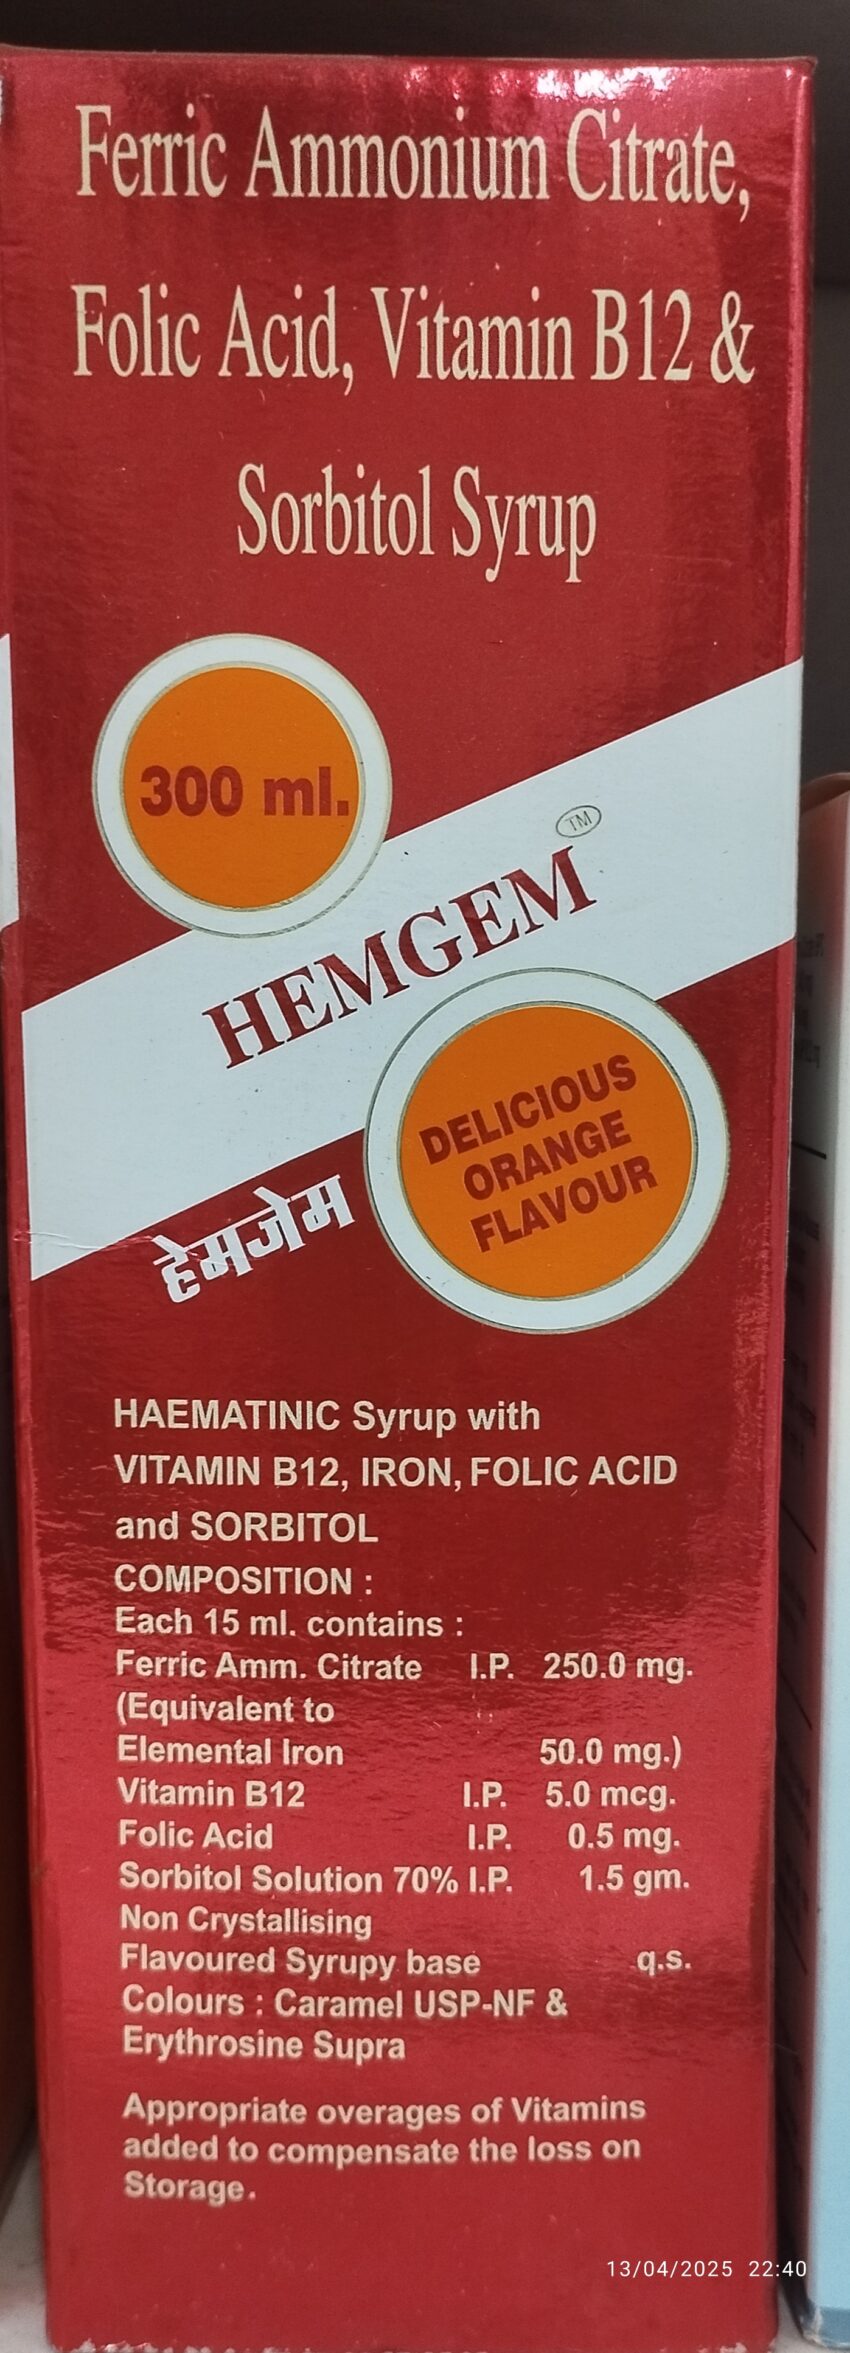 Ferric Ammonium Citrate,
Folic Acid, Vitamin B12 &
Sorbitol Syrup
300 ml.
TM
HEMGEM
DELICIOUS
ORANGE
FLAVOUR
हेमजेम
HAEMATINIC Syrup with
VITAMIN B12, IRON, FOLIC ACID
and SORBITOL
COMPOSITION :
Each 15 ml. contains :
Ferric Amm. Citrate I.P. 250.0 mg.
(Equivalent to
Elemental Iron 50.0 mg.)
Vitamin B12 I.P. 5.0 mcg.
Folic Acid I.P. 0.5 mg.
Sorbitol Solution 70% I.P. 1.5 gm.
Non Crystallising
Flavoured Syrupy base q.s.
Colours : Caramel USP-NF &
Erythrosine Supra
Appropriate overages of Vitamins
added to compensate the loss on
Storage.
13/04/2025 22:40